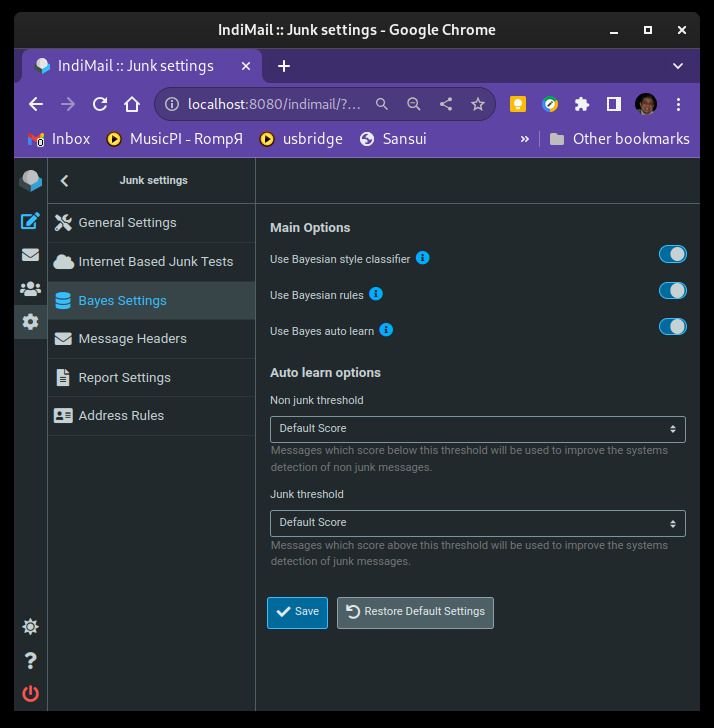 IndiMail :: Junk settings - Google Chrome
IndiMail :: Junk settings
localhost:8080/indimail/?...
Inbox
MusicPI - RompЯ
usbridge
Sansui
»
Other bookmarks
Junk settings
General Settings
Internet Based Junk Tests
Bayes Settings
Message Headers
Report Settings
Address Rules
Main Options
Use Bayesian style classifier
Use Bayesian rules
Use Bayes auto learn
Auto learn options
Non junk threshold
Default Score
Messages which score below this threshold will be used to improve the systems
detection of non junk messages.
Junk threshold
Default Score
Messages which score above this threshold will be used to improve the systems
detection of junk messages.
Save
Restore Default Settings